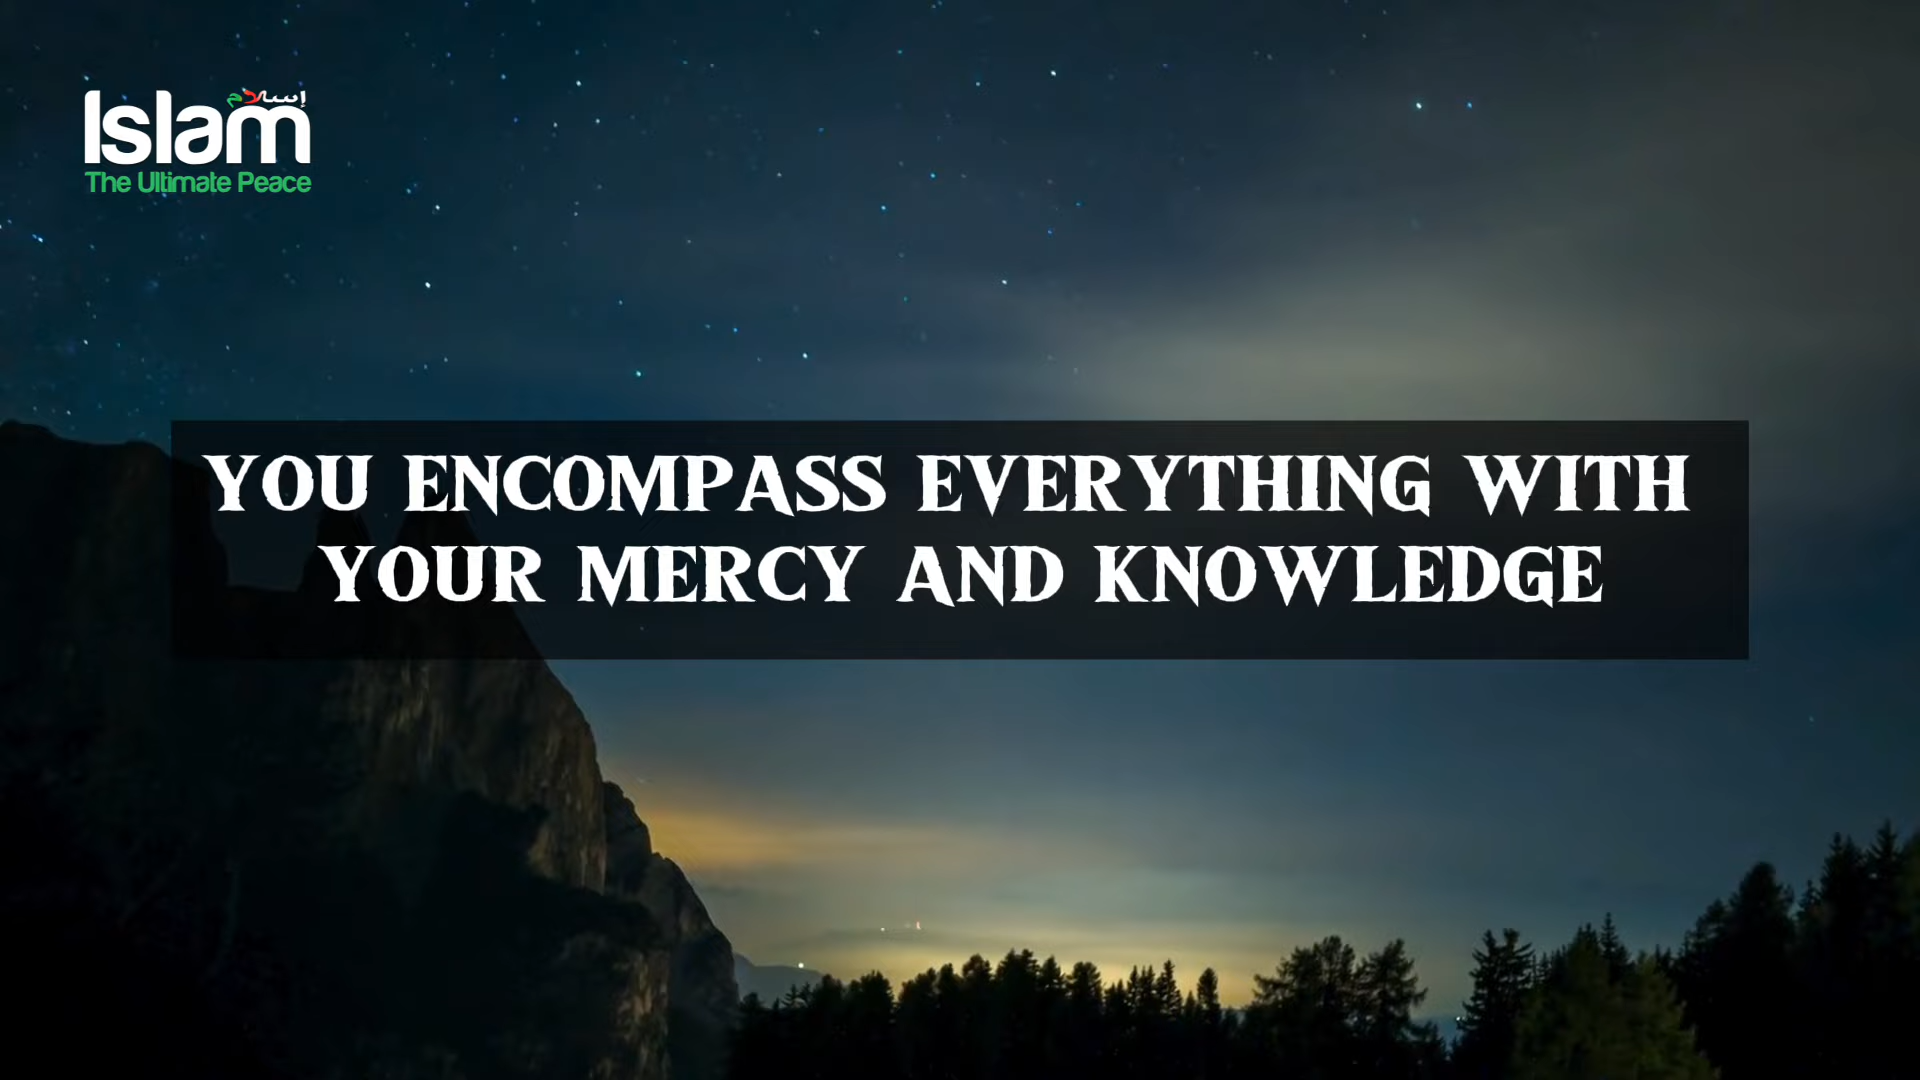 إسلام
Islam
The Ultimate Peace
YOU ENCOMPASS EVERYTHING WITH
YOUR MERCY AND KNOWLEDGE